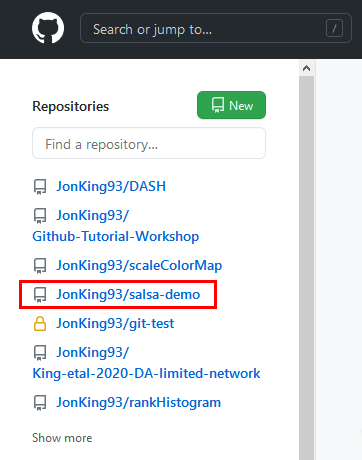 Search or jump to... /
Repositories New
Find a repository...
JonKing93/DASH
JonKing93/
Github-Tutorial-Workshop
JonKing93/scaleColorMap
JonKing93/salsa-demo
JonKing93/git-test
JonKing93/
King-etal-2020-DA-limited-network
JonKing93/rankHistogram
Show more